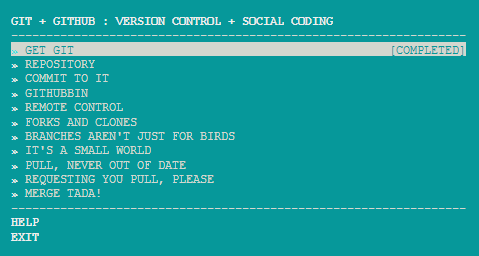 GIT + GITHUB : VERSION CONTROL + SOCIAL CODING
» GET GIT [COMPLETED]
» REPOSITORY
» COMMIT TO IT
» GITHUBBIN
» REMOTE CONTROL
» FORKS AND CLONES
» BRANCHES AREN'T JUST FOR BIRDS
» IT'S A SMALL WORLD
» PULL, NEVER OUT OF DATE
» REQUESTING YOU PULL, PLEASE
» MERGE TADA!
HELP
EXIT